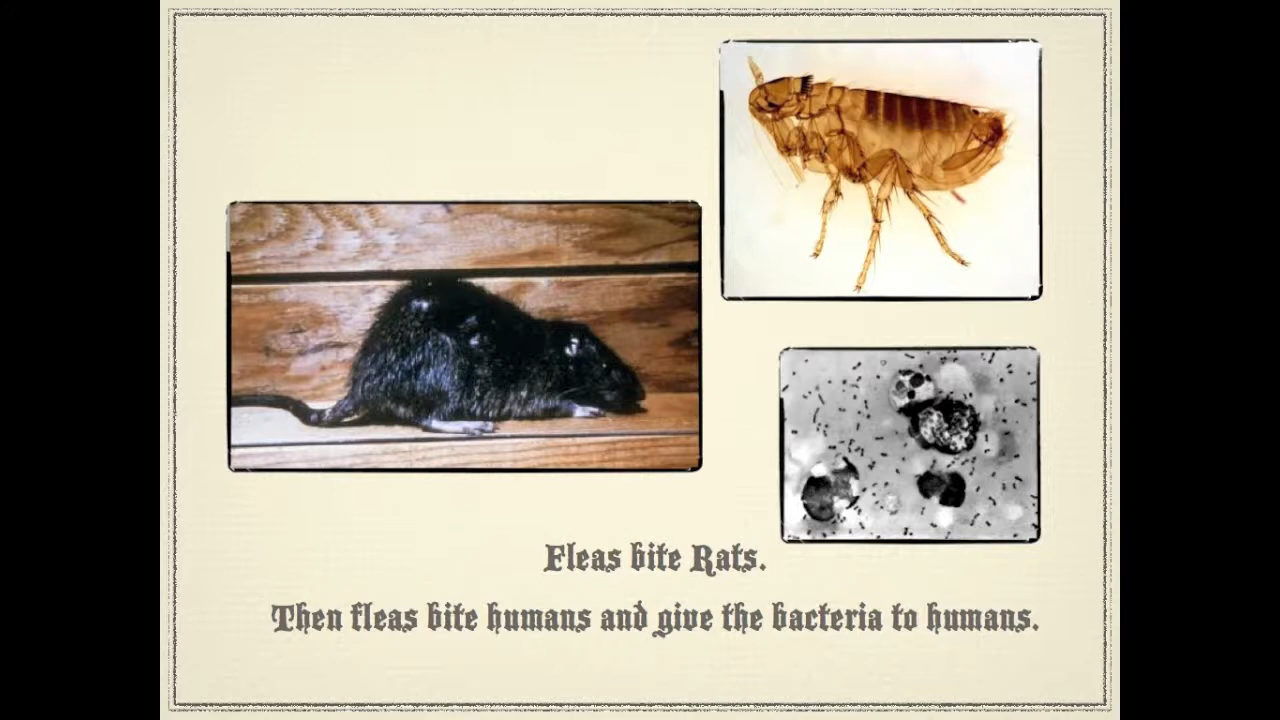 Fleas bite Rats.
Then fleas bite humans and give the bacteria to humans.